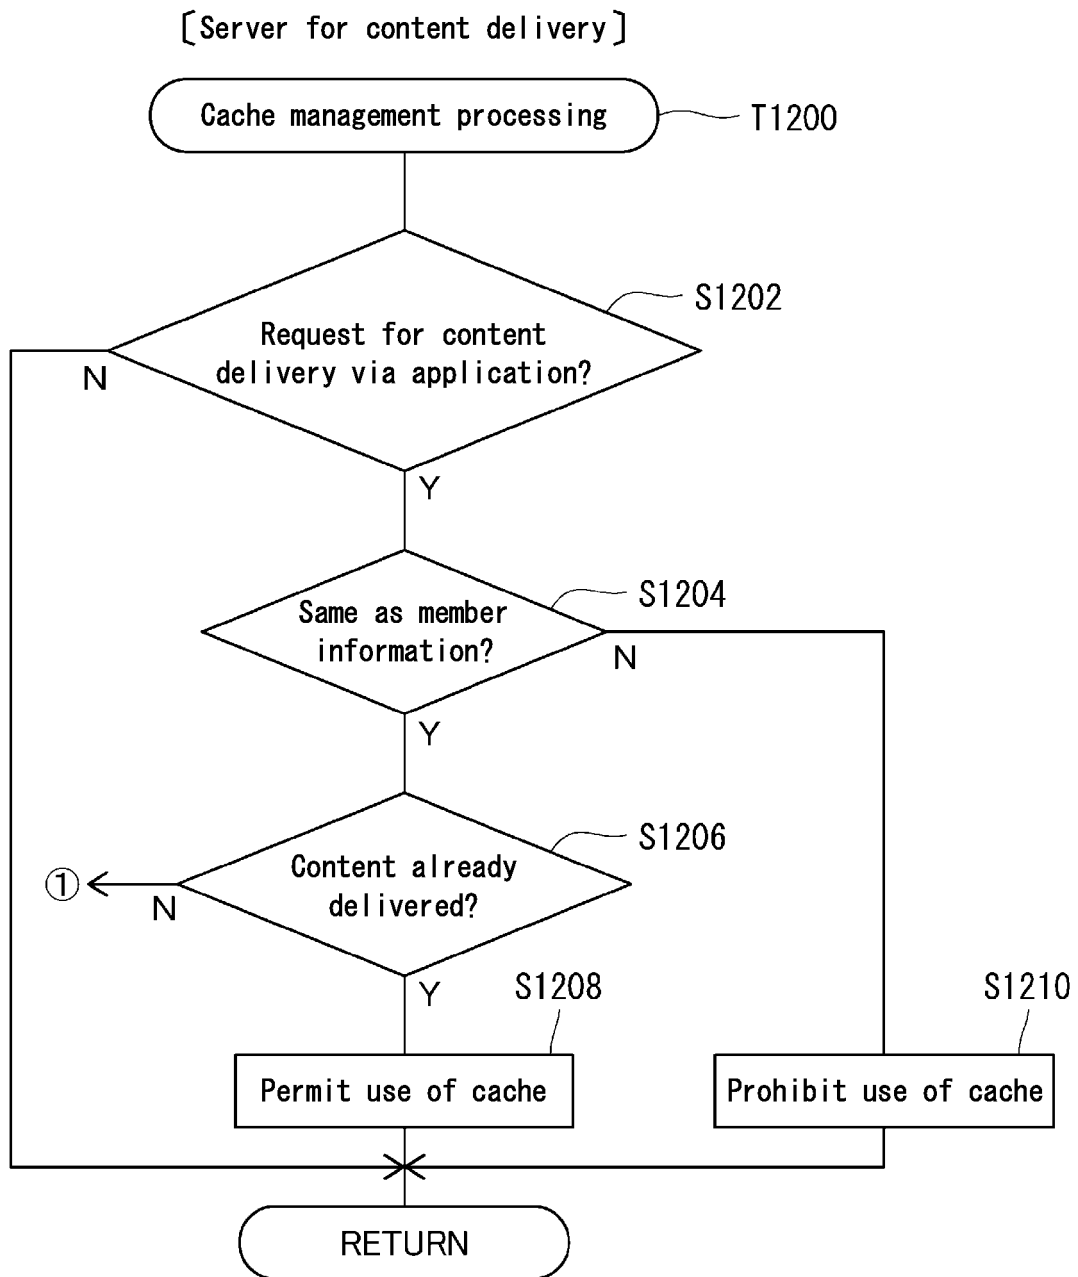 [Server for content delivery]
Cache management processing
T1200
S1202
Request for content
delivery via application?
N
Y
S1204
Same as member
information?
N
Y
S1206
Content already
delivered?
①
N
Y
S1208
S1210
Permit use of cache
Prohibit use of cache
RETURN